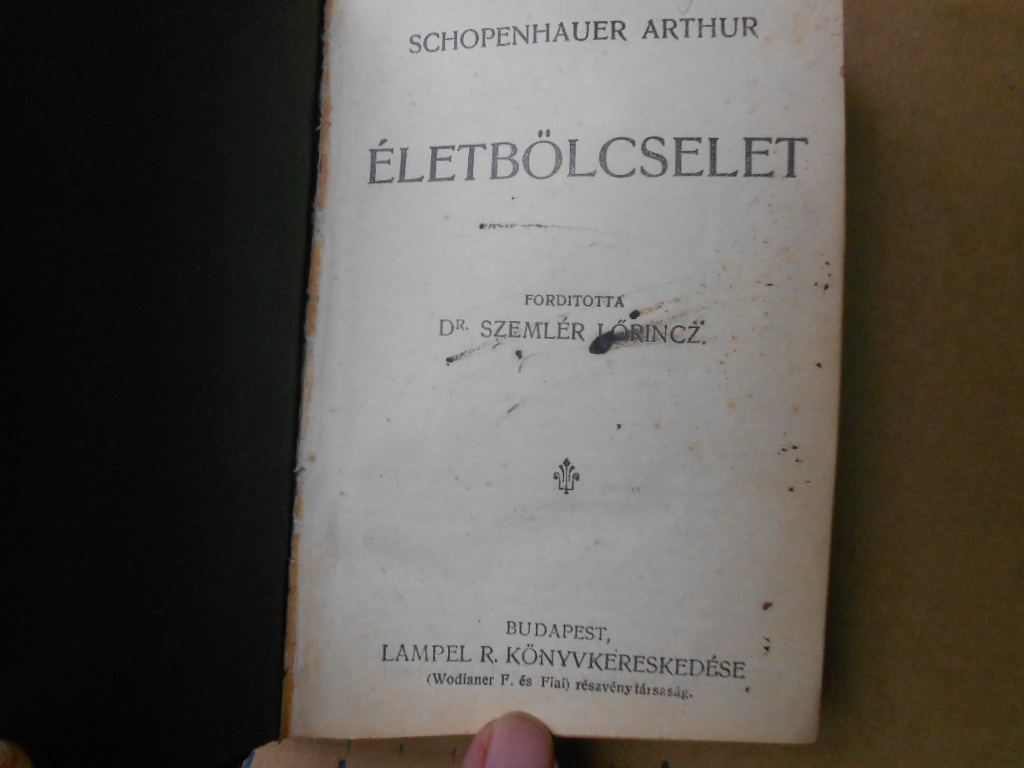 SCHOPENHAUER ARTHUR
ÉLETBÖLCSELET
FORDITOTTA
DR. SZEMLÉR LŐRINCZ.
BUDAPEST,
LAMPEL R. KÖNYVKERESKEDÉSE
(Wodianer F. és Fiai) részvénytársaság.